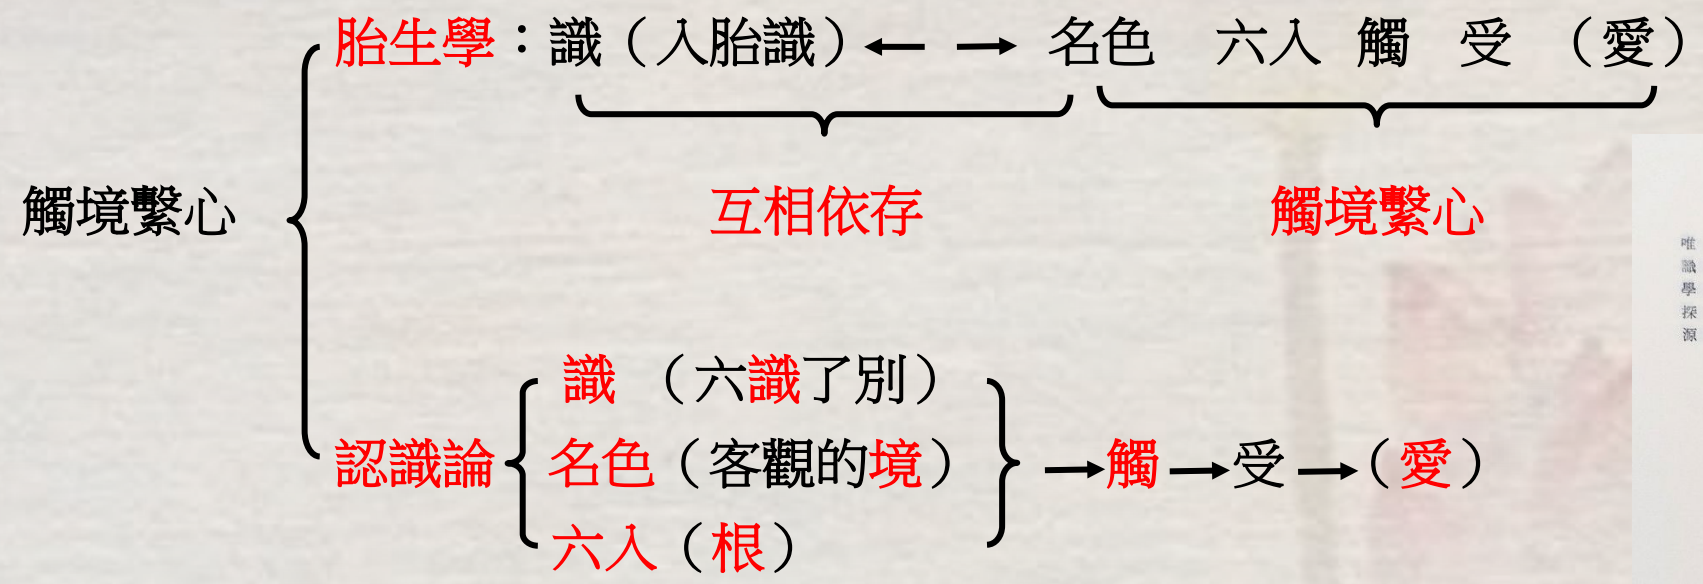 胎生學：識（入胎識） 名色 六入 觸 受 （愛）
觸境繫心
互相依存 觸境繫心
識 （六識了別）
認識論 名色（客觀的境） 觸 受 （愛）
六入（根）
唯識學探源